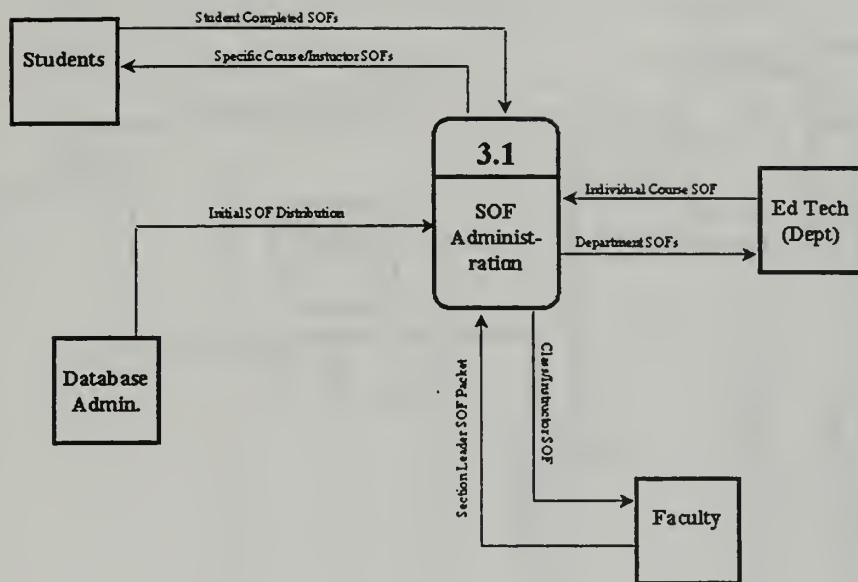 Student Completed SOFs
Students
Specific Course/Instuctor SOFs
3.1
SOF
Administ-
ration
Individual Course SOF
Ed Tech
(Dept)
Department SOFs
Initial SOF Distribution
Database
Admin.
Section Leader SOF Packet
Class/Instructor SOF
Faculty